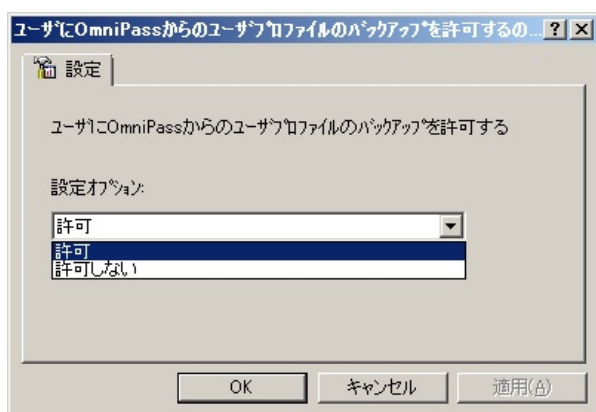 ユーザにOmniPassからのユーザプロファイルのバックアップを許可するの... ? ×
設定
ユーザにOmniPassからのユーザプロファイルのバックアップを許可する
設定オプション:
許可
許可
許可しない
OK キャンセル 適用(A)